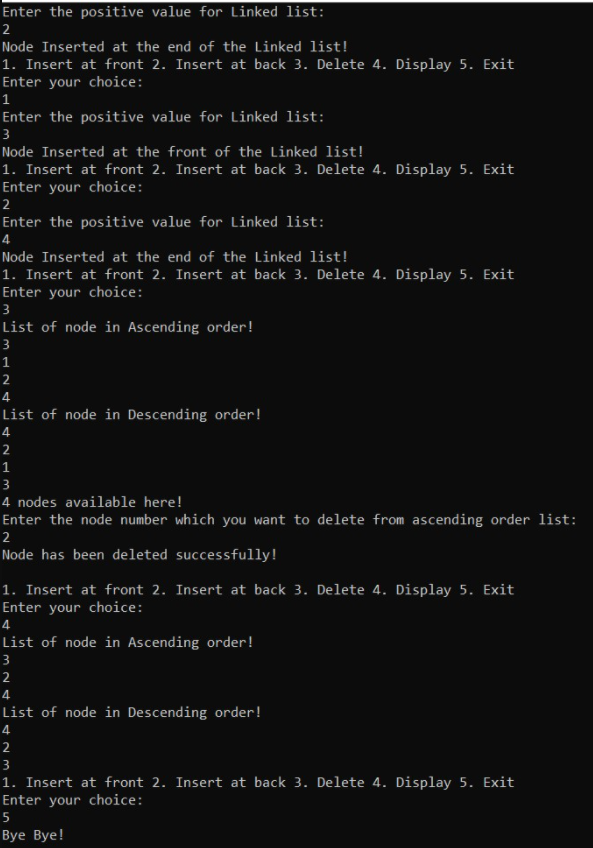 Enter the positive value for Linked list:
2
Node Inserted at the end of the Linked list!
1. Insert at front 2. Insert at back 3. Delete 4. Display 5. Exit
Enter your choice:
1
Enter the positive value for Linked list:
3
Node Inserted at the front of the Linked list!
1. Insert at front 2. Insert at back 3. Delete 4. Display 5. Exit
Enter your choice:
2
Enter the positive value for Linked list:
4
Node Inserted at the end of the Linked list!
1. Insert at front 2. Insert at back 3. Delete 4. Display 5. Exit
Enter your choice:
3
List of node in Ascending order!
3
1
2
4
List of node in Descending order!
4
2
1
3
4 nodes available here!
Enter the node number which you want to delete from ascending order list:
2
Node has been deleted successfully!
1. Insert at front 2. Insert at back 3. Delete 4. Display 5. Exit
Enter your choice:
4
List of node in Ascending order!
3
2
4
List of node in Descending order!
4
2
3
1. Insert at front 2. Insert at back 3. Delete 4. Display 5. Exit
Enter your choice:
5
Bye Bye!